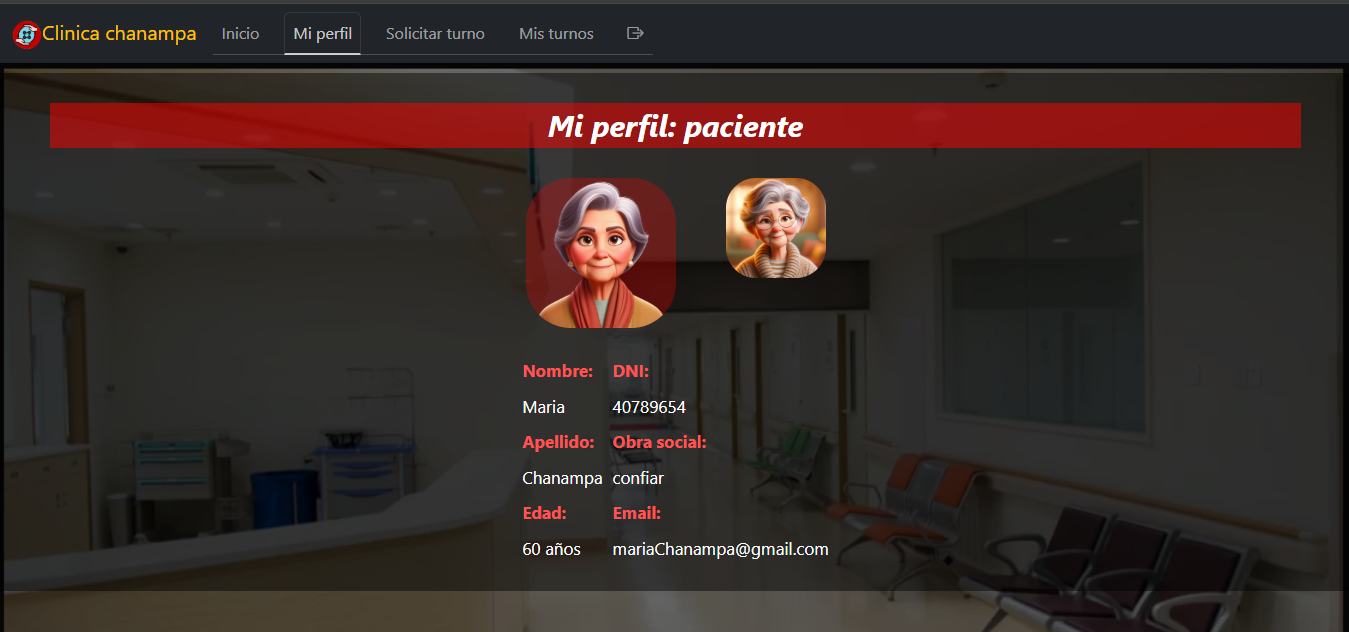 Clinica chanampa Inicio Mi perfil Solicitar turno Mis turnos
Mi perfil: paciente
Nombre: DNI:
Maria 40789654
Apellido: Obra social:
Chanampa confiar
Edad: Email:
60 años mariaChanampa@gmail.com